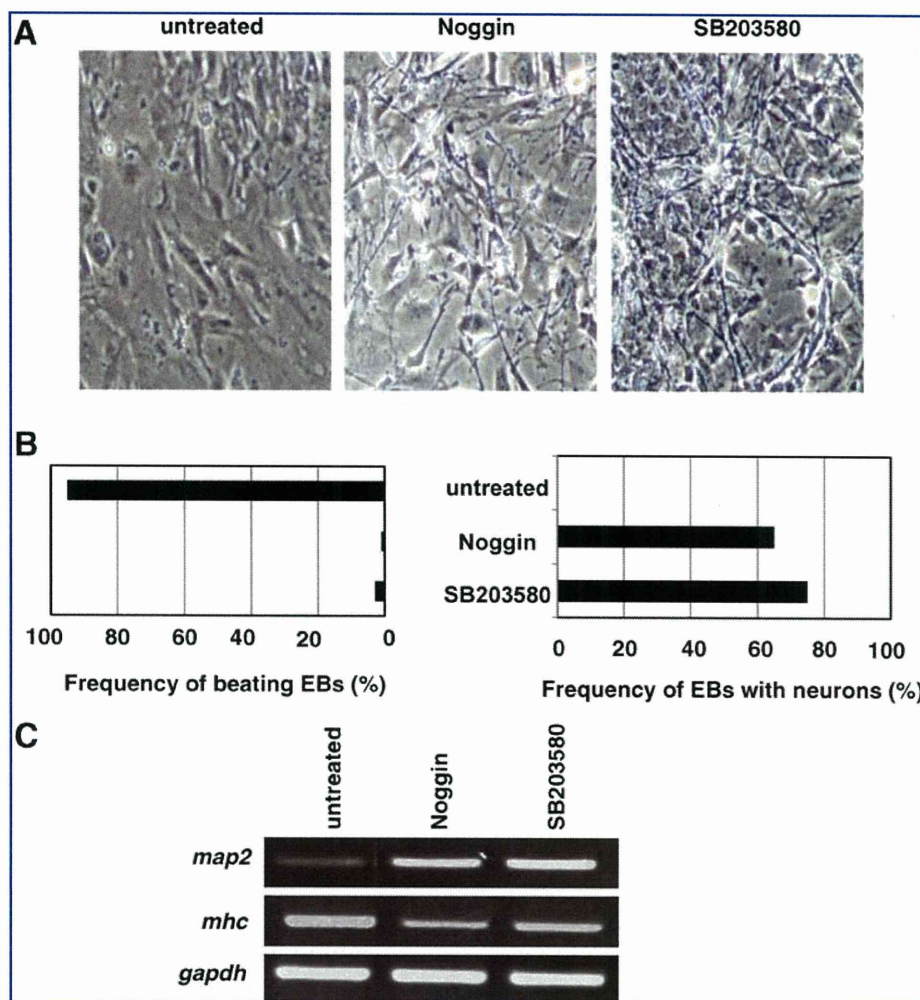 A
untreated Noggin SB203580
B
100 80 60 40 20 0
Frequency of beating EBs (%)
untreated
Noggin
SB203580
0 20 40 60 80 100
Frequency of EBs with neurons (%)
C
untreated Noggin SB203580
map2
mhc
gapdh